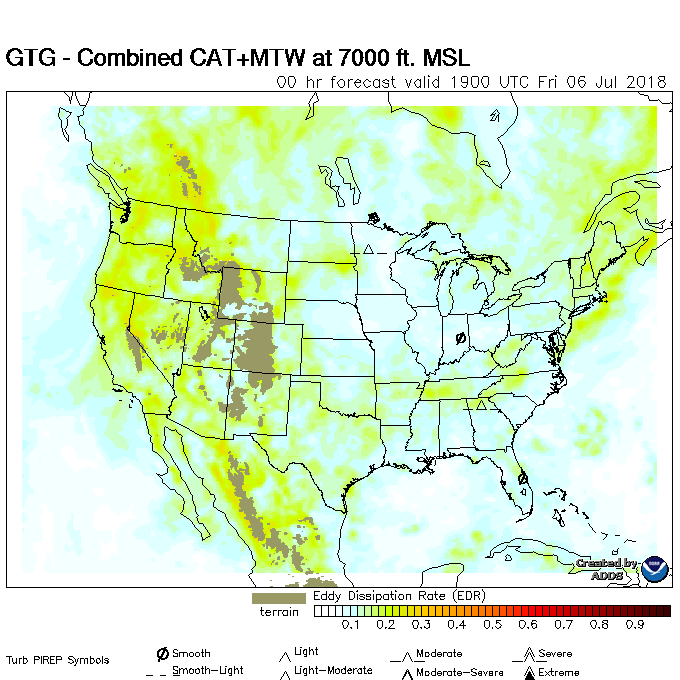 GTG - Combined CAT+MTW at 7000 ft. MSL
00 hr forecast valid 1900 UTC Fri 06 Jul 2018
Created by
ADDS
terrain
Eddy Dissipation Rate (EDR)
0.1 0.2 0.3 0.4 0.5 0.6 0.7 0.8 0.9
Turb PIREP Symbols
Smooth Light Moderate Severe
Smooth-Light Light-Moderate Moderate-Severe Extreme